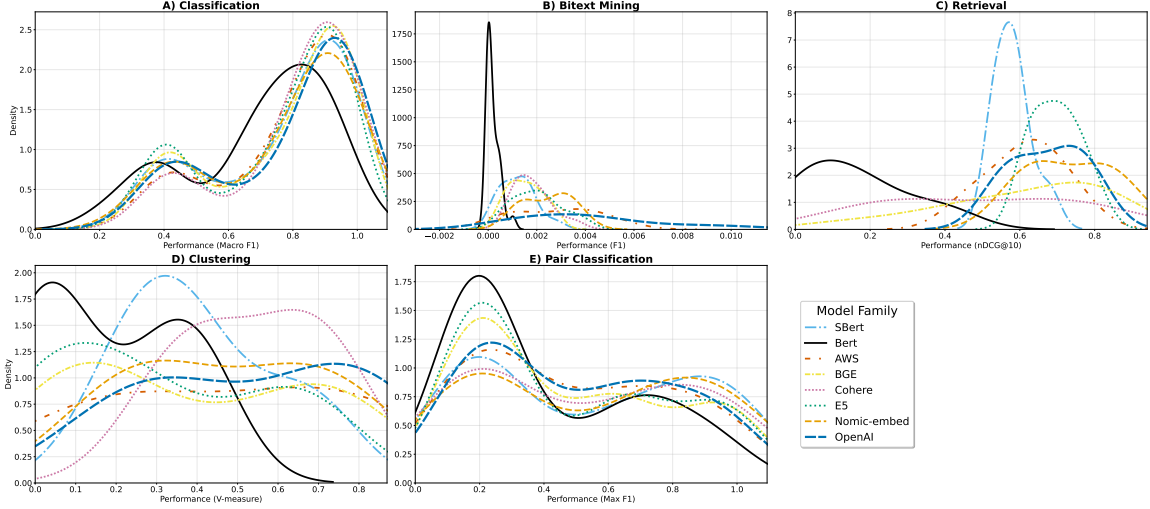 A) Classification
Density
2.5
2.0
1.5
1.0
0.5
0.0
0.0 0.2 0.4 0.6 0.8 1.0
Performance (Macro F1)
B) Bitext Mining
1750
1500
1250
1000
750
500
250
0
−0.002 0.000 0.002 0.004 0.006 0.008 0.010
Performance (F1)
C) Retrieval
8
7
6
5
4
3
2
1
0
0.0 0.2 0.4 0.6 0.8
Performance (nDCG@10)
D) Clustering
Density
2.00
1.75
1.50
1.25
1.00
0.75
0.50
0.25
0.00
0.0 0.1 0.2 0.3 0.4 0.5 0.6 0.7 0.8
Performance (V-measure)
E) Pair Classification
1.75
1.50
1.25
1.00
0.75
0.50
0.25
0.00
0.0 0.2 0.4 0.6 0.8 1.0
Performance (Max F1)
Model Family
SBert
Bert
AWS
BGE
Cohere
E5
Nomic-embed
OpenAI